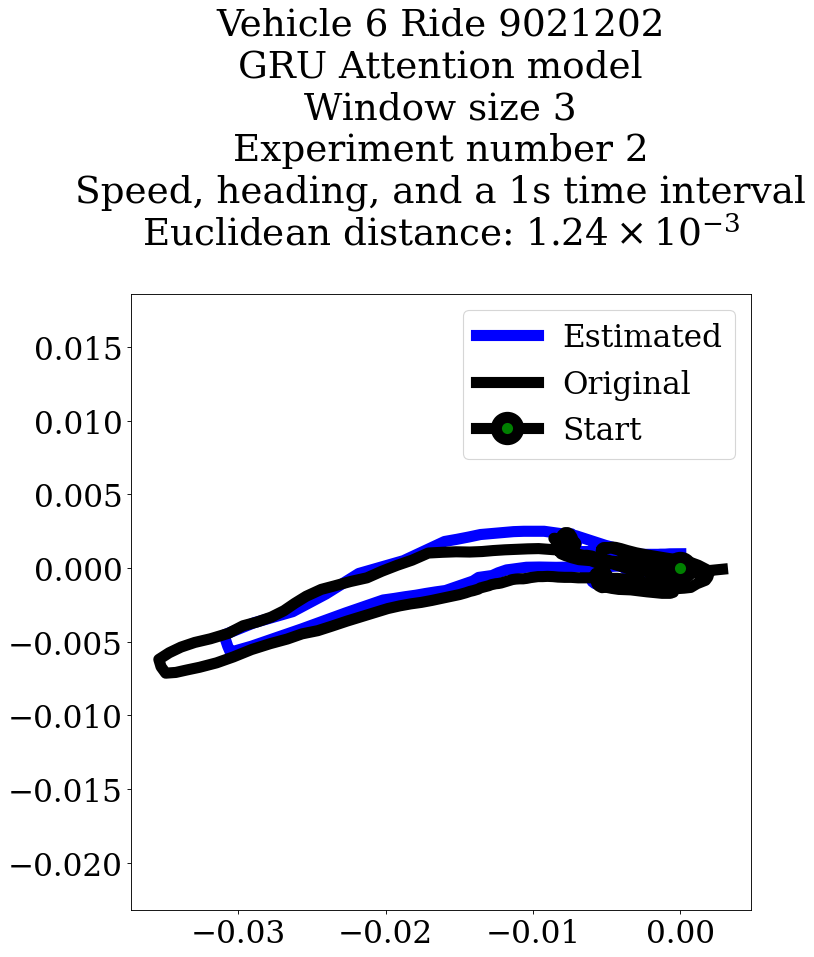 Vehicle 6 Ride 9021202
GRU Attention model
Window size 3
Experiment number 2
Speed, heading, and a 1s time interval
Euclidean distance: 1.24 × 10⁻³
Estimated
Original
Start
0.015
0.010
0.005
0.000
−0.005
−0.010
−0.015
−0.020
−0.03
−0.02
−0.01
0.00